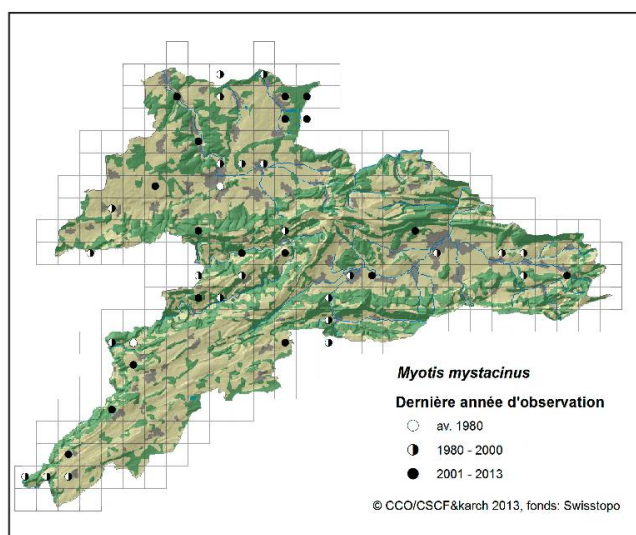 Myotis mystacinus
Dernière année d'observation
av. 1980
1980 - 2000
2001 - 2013
© CCO/CSCF&karch 2013, fonds: Swisstopo